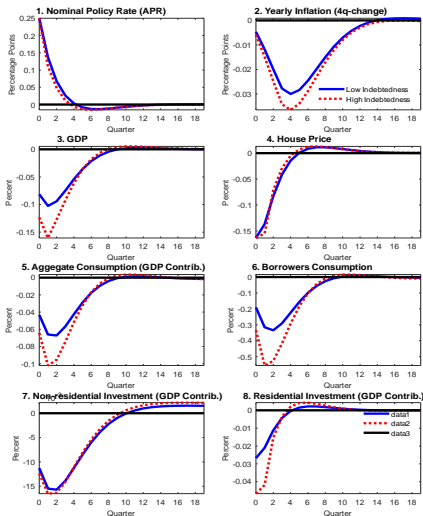 1. Nominal Policy Rate (APR)
Percentage Points
0.25
0.2
0.15
0.1
0.05
0
0 2 4 6 8 10 12 14 16 18
Quarter
2. Yearly Inflation (4q-change)
Percentage Points
0
-0.01
-0.02
-0.03
Low Indebtedness
High Indebtedness
0 2 4 6 8 10 12 14 16 18
Quarter
3. GDP
Percent
0
-0.05
-0.1
-0.15
0 2 4 6 8 10 12 14 16 18
Quarter
4. House Price
Percent
0
-0.05
-0.1
-0.15
0 2 4 6 8 10 12 14 16 18
Quarter
5. Aggegate Consumption (GDP Contrib.)
Percent
0
-0.02
-0.04
-0.06
-0.08
-0.1
0 2 4 6 8 10 12 14 16 18
Quarter
6. Borrowers Consumption
Percent
0
-0.1
-0.2
-0.3
-0.4
-0.5
0 2 4 6 8 10 12 14 16 18
Quarter
7. Non-residential Investment (GDP Contrib.)
Percent
0
-5
-10
-15
0 2 4 6 8 10 12 14 16 18
Quarter
8. Residential Investment (GDP Contrib.)
Percent
0
-0.01
-0.02
-0.03
-0.04
data1
data2
data3
0 2 4 6 8 10 12 14 16 18
Quarter